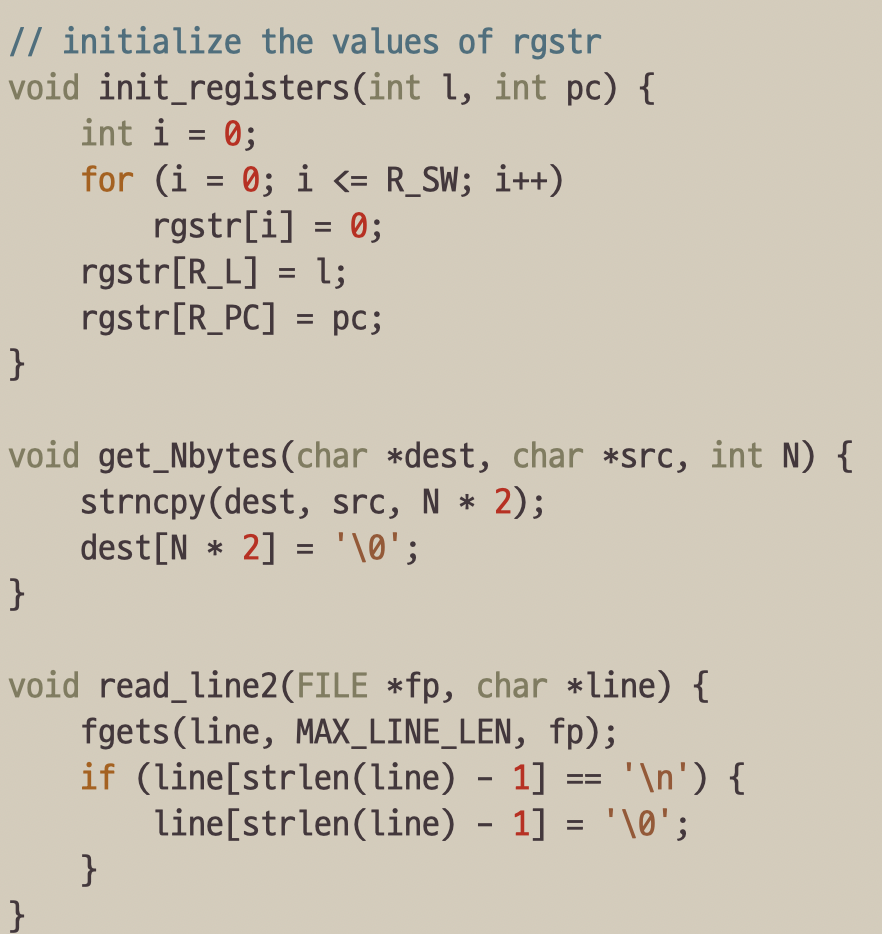 // initialize the values of rgstr
void init_registers(int l, int pc) {
    int i = 0;
    for (i = 0; i <= R_SW; i++)
        rgstr[i] = 0;
    rgstr[R_L] = l;
    rgstr[R_PC] = pc;
}

void get_Nbytes(char *dest, char *src, int N) {
    strncpy(dest, src, N * 2);
    dest[N * 2] = '\0';
}

void read_line2(FILE *fp, char *line) {
    fgets(line, MAX_LINE_LEN, fp);
    if (line[strlen(line) - 1] == '\n') {
        line[strlen(line) - 1] = '\0';
    }
}